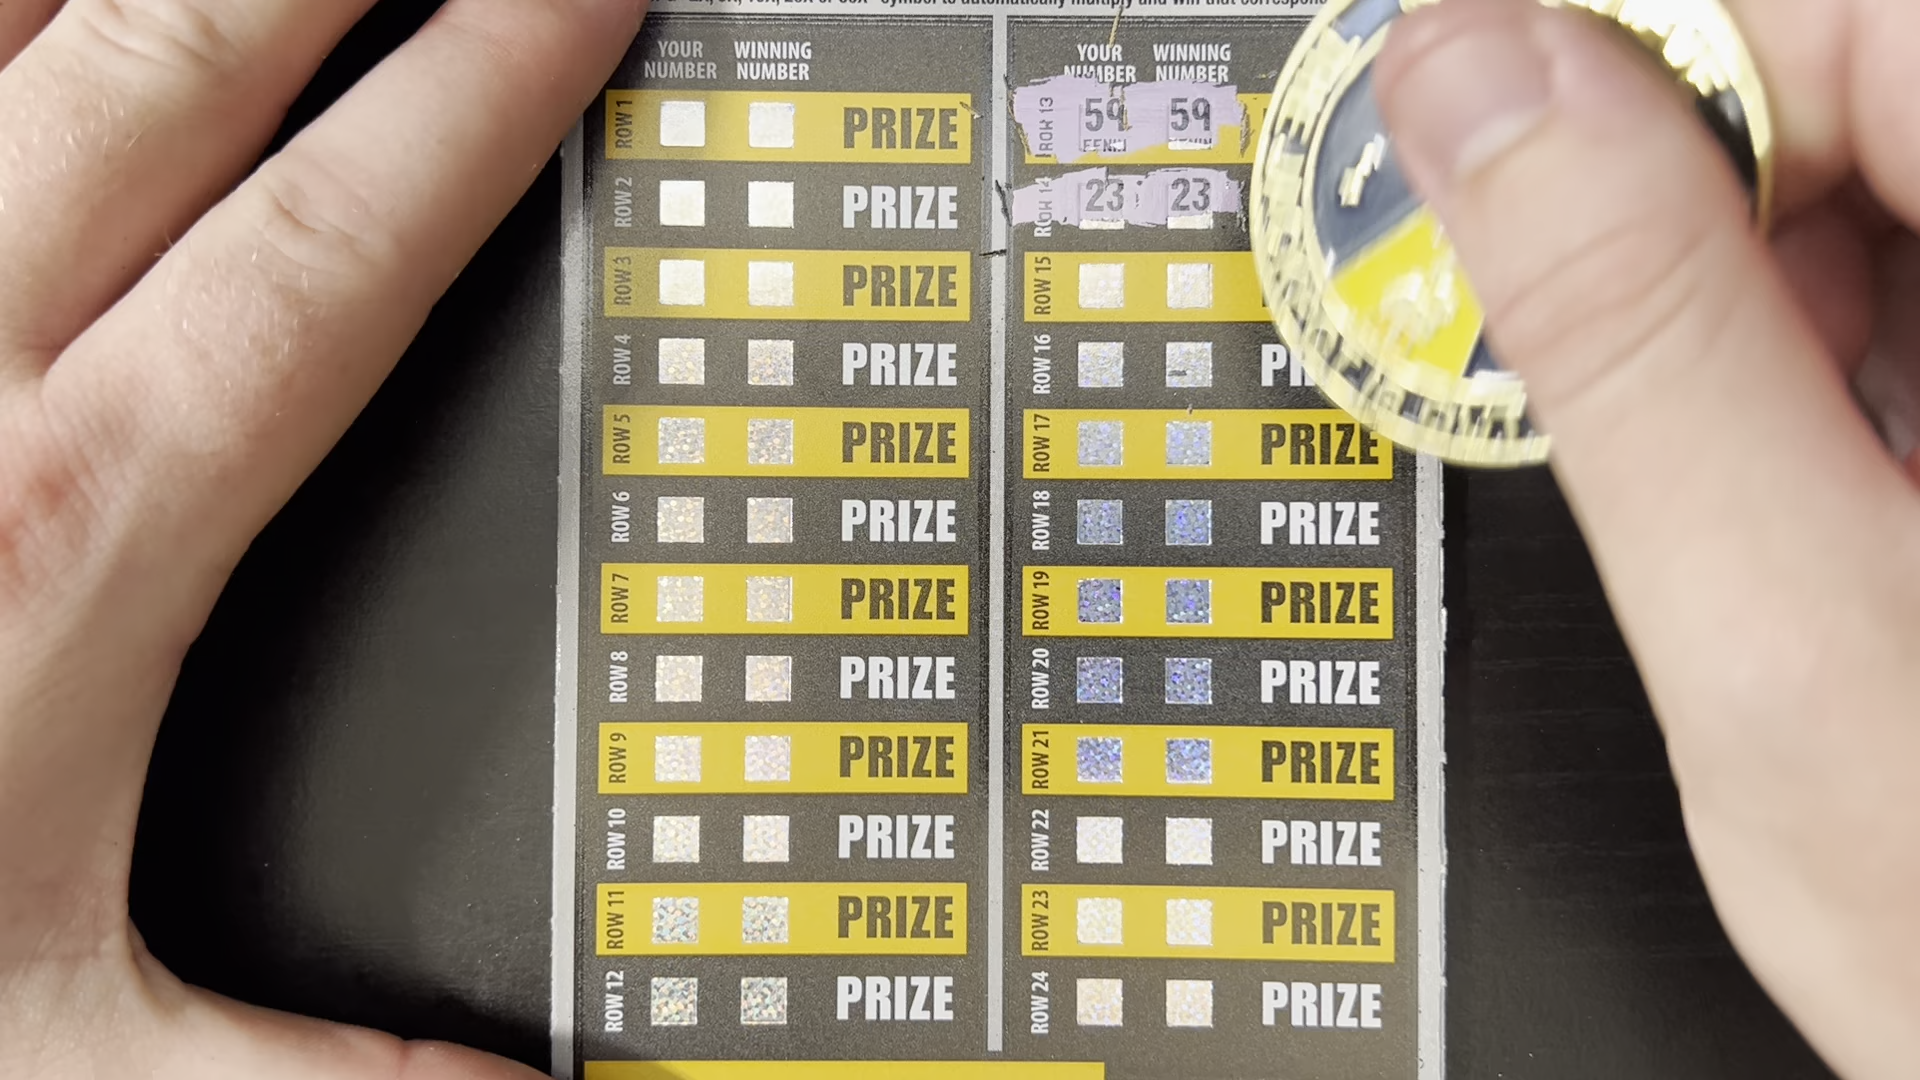 YOUR NUMBER WINNING NUMBER
ROW 1 PRIZE
ROW 2 PRIZE
ROW 3 PRIZE
ROW 4 PRIZE
ROW 5 PRIZE
ROW 6 PRIZE
ROW 7 PRIZE
ROW 8 PRIZE
ROW 9 PRIZE
ROW 10 PRIZE
ROW 11 PRIZE
ROW 12 PRIZE
YOUR NUMBER WINNING NUMBER
ROW 13 59 59
ROW 14 23 23
ROW 15
ROW 16
ROW 17 PRIZE
ROW 18 PRIZE
ROW 19 PRIZE
ROW 20 PRIZE
ROW 21 PRIZE
ROW 22 PRIZE
ROW 23 PRIZE
ROW 24 PRIZE